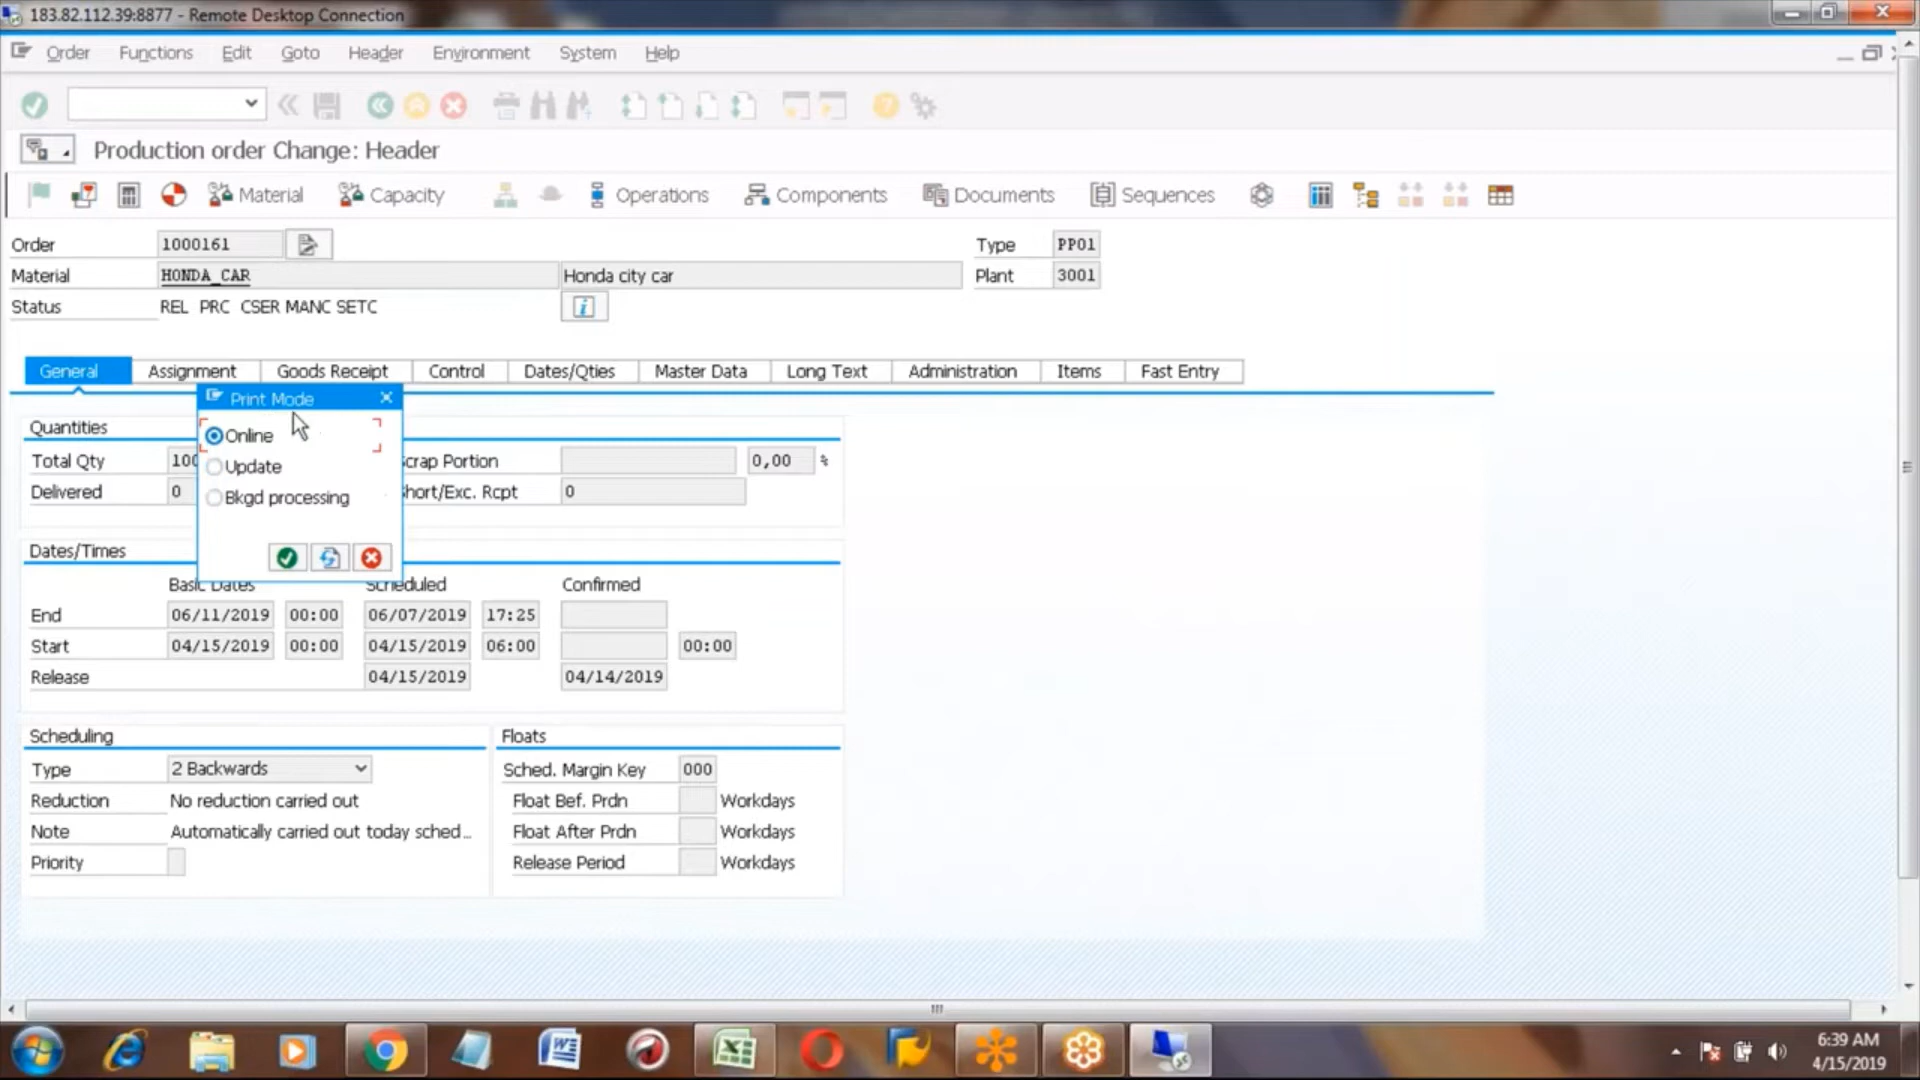 183.82.112.39:8877 - Remote Desktop Connection
Order Functions Edit Goto Header Environment System Help
Production order Change: Header
Material Capacity Operations Components Documents Sequences
Order 1000161 Type PP01
Material HONDA_CAR Honda city car Plant 3001
Status REL PRC CSER MANC SETC
General Assignment Goods Receipt Control Dates/Qties Master Data Long Text Administration Items Fast Entry
Print Mode
Online
Update
Bkgd processing
Quantities
Total Qty 100 Scrap Portion 0,00 %
Delivered 0 Short/Exc. Rcpt 0
Dates/Times
Basic Dates Scheduled Confirmed
End 06/11/2019 00:00 06/07/2019 17:25
Start 04/15/2019 00:00 04/15/2019 06:00 00:00
Release 04/15/2019 04/14/2019
Scheduling Floats
Type 2 Backwards Sched. Margin Key 000
Reduction No reduction carried out Float Bef. Prdn Workdays
Note Automatically carried out today sched... Float After Prdn Workdays
Priority Release Period Workdays
6:39 AM
4/15/2019